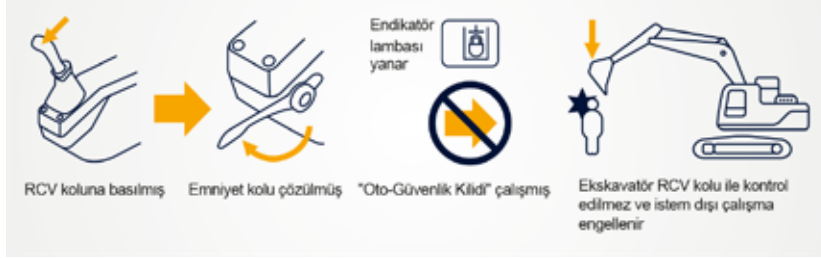 Endikatör
lambası
yanar
RCV koluna basılmış
Emniyet kolu çözülmüş
"Oto-Güvenlik Kilidi" çalışmış
Ekskavatör RCV kolu ile kontrol
edilmez ve istem dışı çalışma
engellenir